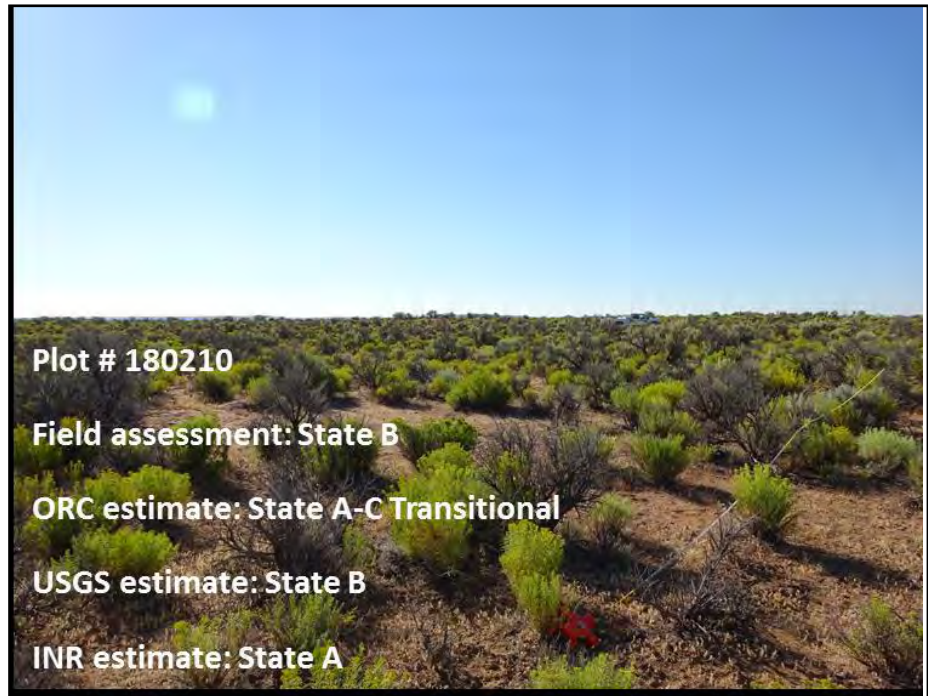 Plot # 180210
Field assessment: State B
ORC estimate: State A-C Transitional
USGS estimate: State B
INR estimate: State A